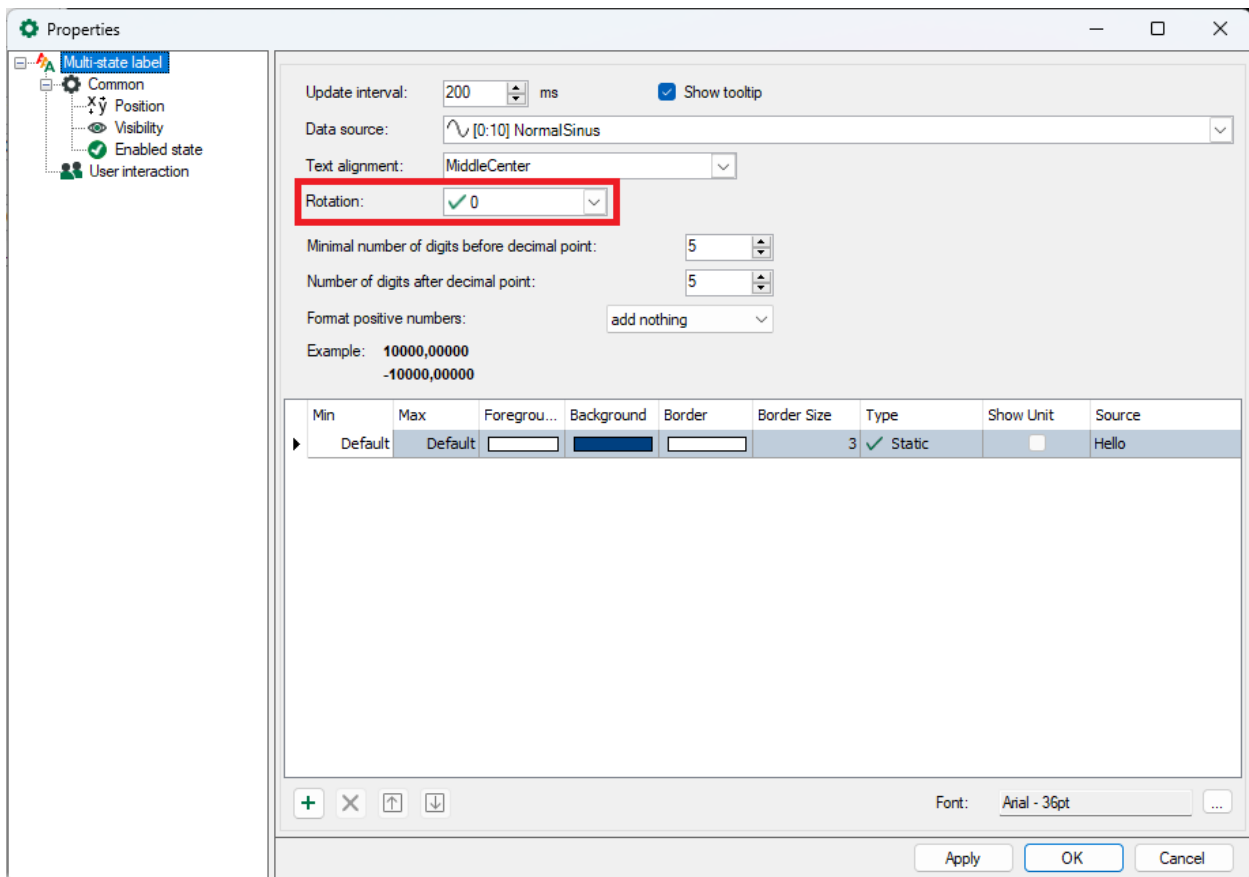 Properties
Multi-state label
Common
Position
Visibility
Enabled state
User interaction
Update interval: 200 ms Show tooltip
Data source: [0:10] NormalSinus
Text alignment: MiddleCenter
Rotation: 0
Minimal number of digits before decimal point: 5
Number of digits after decimal point: 5
Format positive numbers: add nothing
Example: 10000,00000
-10000,00000
Min Max Foregrou... Background Border Border Size Type Show Unit Source
Default Default 3 Static Hello
Font: Arial - 36pt ...
Apply OK Cancel